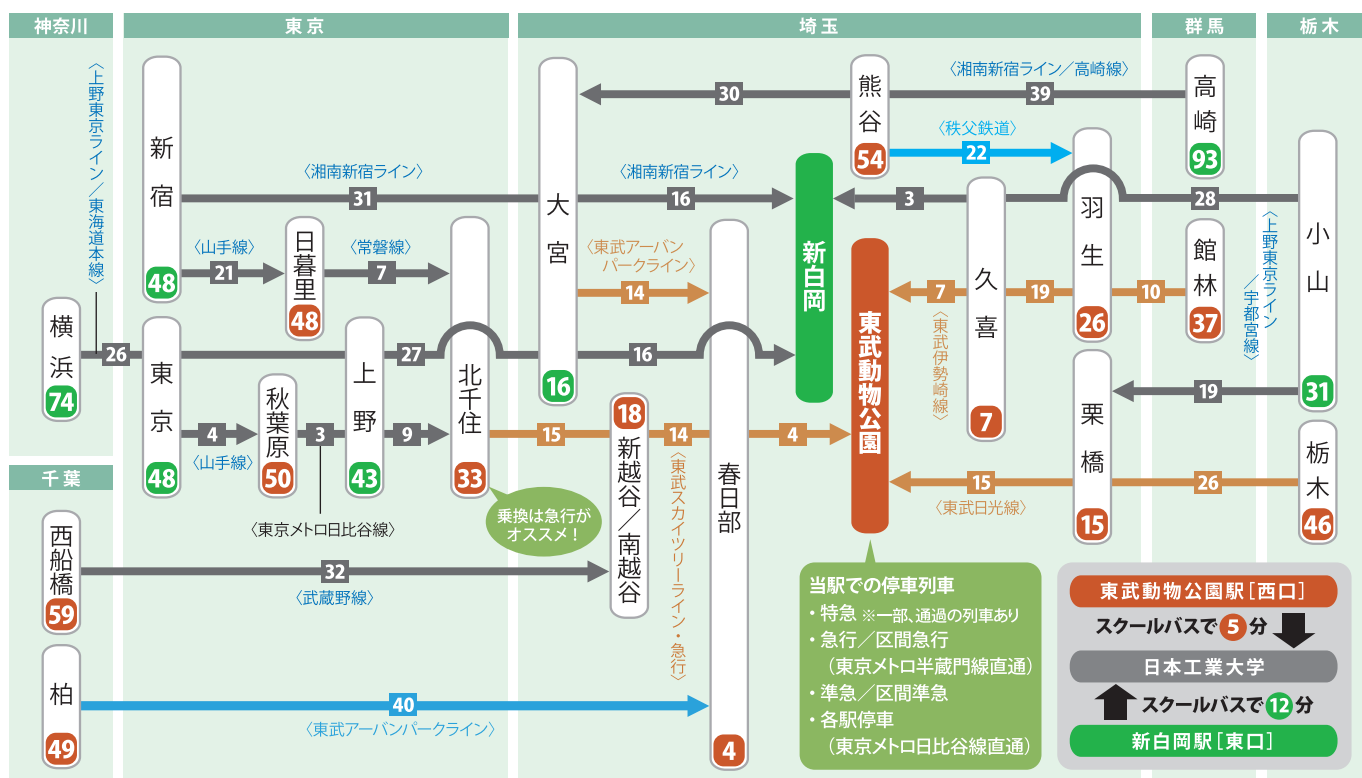 神奈川
東京
埼玉
群馬
栃木
〈上野東京ライン／東海道本線〉
新宿
48
〈湘南新宿ライン／高崎線〉
30
熊谷
54
39
高崎
93
〈秩父鉄道〉
22
〈湘南新宿ライン〉
31
大宮
16
〈湘南新宿ライン〉
16
新白岡
3
28
小山
31
〈山手線〉
21
日暮里
48
〈常磐線〉
7
北千住
33
〈東武アーバン
パークライン〉
14
東武動物公園
7
久喜
7
19
羽生
26
10
館林
37
〈東武伊勢崎線〉
〈上野東京ライン
／宇都宮線〉
横浜
74
26
東京
48
27
16
上野
43
4
〈山手線〉
秋葉原
50
3
9
〈東京メトロ日比谷線〉
15
18
新越谷／南越谷
14
〈東武スカイツリーライン・急行〉
4
春日部
4
栗橋
15
19
15
〈東武日光線〉
26
栃木
46
乗換は急行が
オススメ！
千葉
西船橋
59
32
〈武蔵野線〉
柏
49
40
〈東武アーバンパークライン〉
当駅での停車列車
・特急 ※一部、通過の列車あり
・急行／区間急行
（東京メトロ半蔵門線直通）
・準急／区間準急
・各駅停車
（東京メトロ日比谷線直通）
東武動物公園駅［西口］
スクールバスで5分
日本工業大学
スクールバスで12分
新白岡駅［東口］